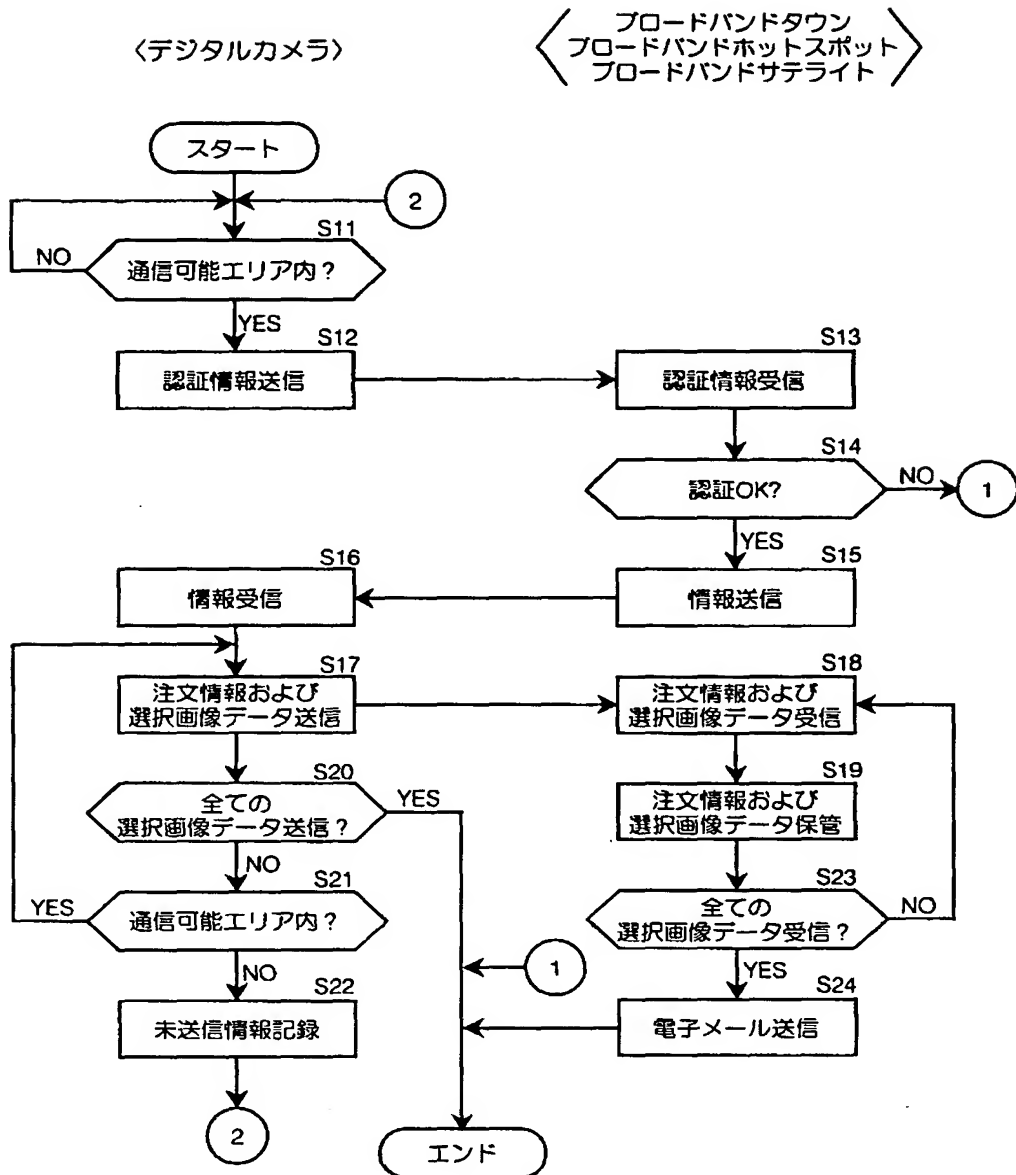 〈デジタルカメラ〉
ブロードバンドタウン
ブロードバンドホットスポット
ブロードバンドサテライト
スタート
2
S11
NO
通信可能エリア内？
YES
S12
認証情報送信
S13
認証情報受信
S14
認証OK?
NO
1
YES
S16
情報受信
S15
情報送信
S17
注文情報および
選択画像データ送信
S18
注文情報および
選択画像データ受信
S20
全ての
選択画像データ送信？
YES
S19
注文情報および
選択画像データ保管
NO
S21
YES
通信可能エリア内？
S23
全ての
選択画像データ受信？
NO
NO
1
YES
S22
未送信情報記録
S24
電子メール送信
2
エンド